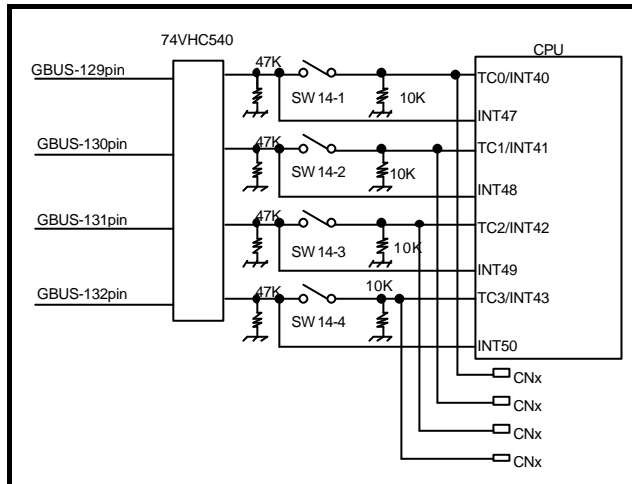 74VHC540
CPU
GBUS-129pin
47K
SW 14-1
10K
TC0/INT40
INT47
GBUS-130pin
47K
SW 14-2
10K
TC1/INT41
INT48
GBUS-131pin
47K
SW 14-3
10K
TC2/INT42
INT49
GBUS-132pin
47K
SW 14-4
10K
TC3/INT43
INT50
CNx
CNx
CNx
CNx